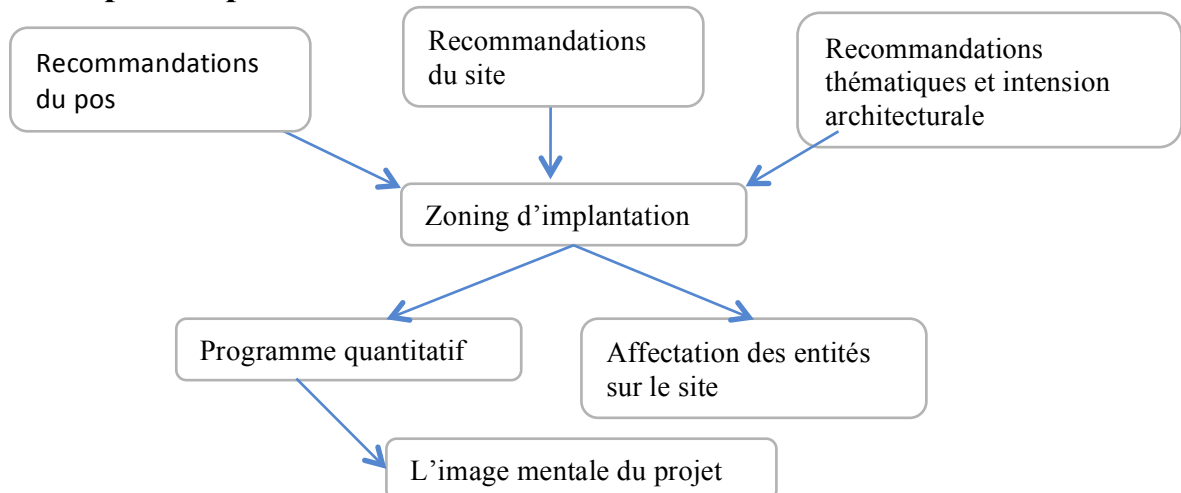 Recommandations
du pos
Recommandations
du site
Recommandations
thématiques et intension
architecturale
Zoning d’implantation
Programme quantitatif
Affectation des entités
sur le site
L’image mentale du projet